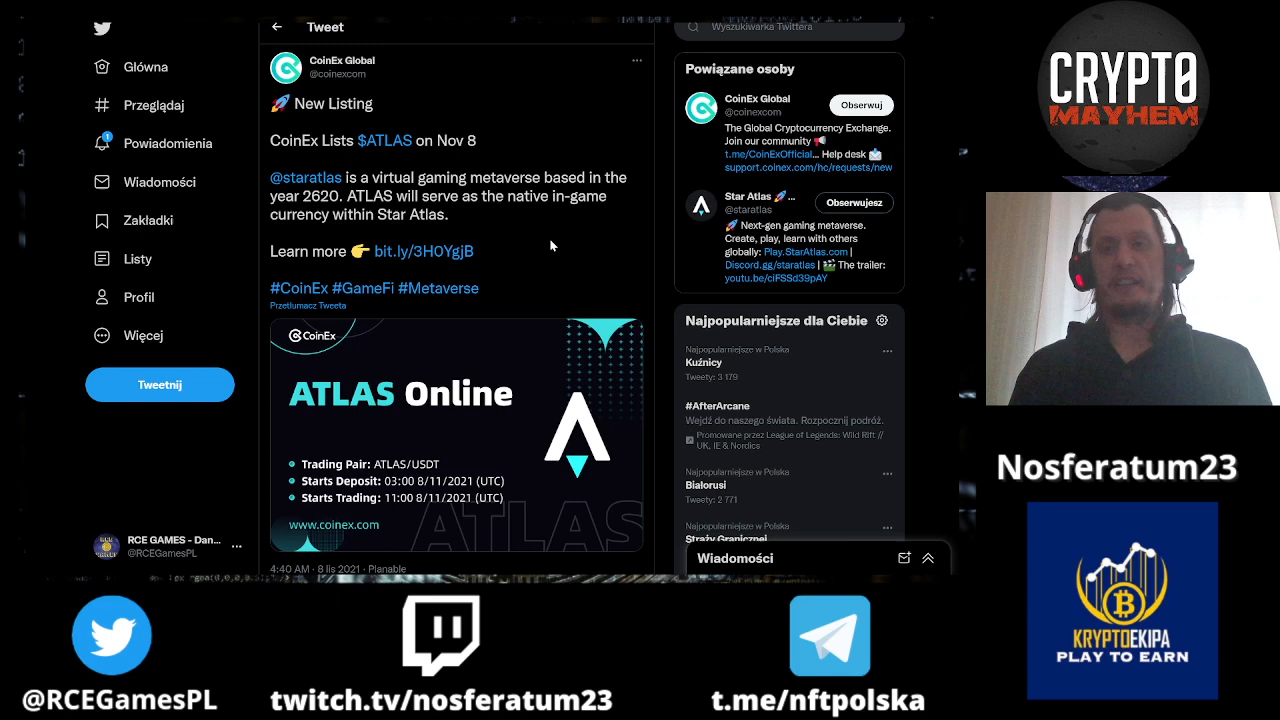 Tweet
Wyszukiwarka Twittera
Główna
Przeglądaj
1
Powiadomienia
Wiadomości
Zakładki
Listy
Profil
Więcej
Tweetnij
RCE GAMES - Dan...
@RCEGamesPL
CoinEx Global
@coinexcom
🚀 New Listing
CoinEx Lists $ATLAS on Nov 8
@staratlas is a virtual gaming metaverse based in the
year 2620. ATLAS will serve as the native in-game
currency within Star Atlas.
Learn more 👉 bit.ly/3H0YgjB
#CoinEx #GameFi #Metaverse
Przetłumacz Tweeta
CoinEx
ATLAS Online
Trading Pair: ATLAS/USDT
Starts Deposit: 03:00 8/11/2021 (UTC)
Starts Trading: 11:00 8/11/2021 (UTC)
www.coinex.com
ATLAS
4:40 AM · 8 lis 2021 · Planable
Powiązane osoby
CoinEx Global
@coinexcom
Obserwuj
The Global Cryptocurrency Exchange.
Join our community 📢
t.me/CoinExOfficial... Help desk 📩
support.coinex.com/hc/requests/new
Star Atlas 🚀 ...
@staratlas
Obserwujesz
🚀 Next-gen gaming metaverse.
Create, play, learn with others
globally: Play.StarAtlas.com |
Discord.gg/staratlas | 🎬 The trailer:
youtu.be/ciFSSd39pAY
Najpopularniejsze dla Ciebie
Najpopularniejsze w Polska
Kuźnicy
Tweety: 3 179
#AfterArcane
Wejdź do naszego świata. Rozpocznij podróż.
Promowane przez League of Legends: Wild Rift //
UK, IE & Nordics
Najpopularniejsze w Polska
Białorusi
Tweety: 2 771
Najpopularniejsze w Polska
Straży Granicznej
Wiadomości
CRYPTO
MAYHEM
Nosferatum23
KRYPTOEKIPA
PLAY TO EARN
@RCEGamesPL
twitch.tv/nosferatum23
t.me/nftpolska